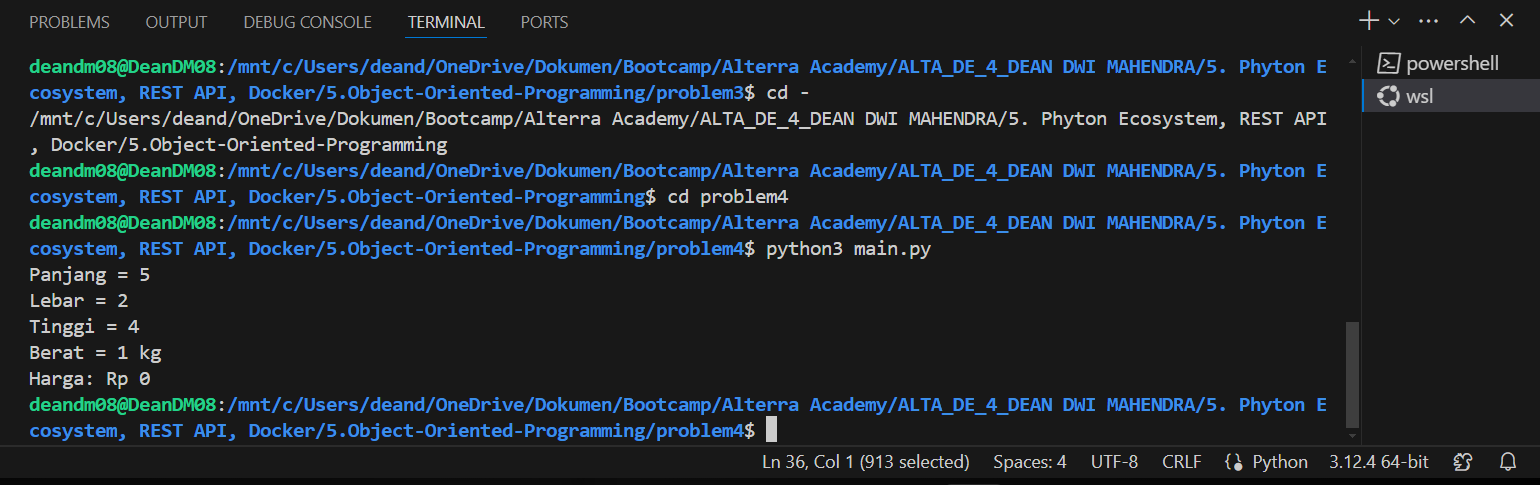 PROBLEMS OUTPUT DEBUG CONSOLE TERMINAL PORTS
powershell
wsl
deandm08@DeanDM08:/mnt/c/Users/deand/OneDrive/Dokumen/Bootcamp/Alterra Academy/ALTA_DE_4_DEAN DWI MAHENDRA/5. Phyton E
cosystem, REST API, Docker/5.Object-Oriented-Programming/problem3$ cd -
/mnt/c/Users/deand/OneDrive/Dokumen/Bootcamp/Alterra Academy/ALTA_DE_4_DEAN DWI MAHENDRA/5. Phyton Ecosystem, REST API
, Docker/5.Object-Oriented-Programming
deandm08@DeanDM08:/mnt/c/Users/deand/OneDrive/Dokumen/Bootcamp/Alterra Academy/ALTA_DE_4_DEAN DWI MAHENDRA/5. Phyton E
cosystem, REST API, Docker/5.Object-Oriented-Programming$ cd problem4
deandm08@DeanDM08:/mnt/c/Users/deand/OneDrive/Dokumen/Bootcamp/Alterra Academy/ALTA_DE_4_DEAN DWI MAHENDRA/5. Phyton E
cosystem, REST API, Docker/5.Object-Oriented-Programming/problem4$ python3 main.py
Panjang = 5
Lebar = 2
Tinggi = 4
Berat = 1 kg
Harga: Rp 0
deandm08@DeanDM08:/mnt/c/Users/deand/OneDrive/Dokumen/Bootcamp/Alterra Academy/ALTA_DE_4_DEAN DWI MAHENDRA/5. Phyton E
cosystem, REST API, Docker/5.Object-Oriented-Programming/problem4$
Ln 36, Col 1 (913 selected) Spaces: 4 UTF-8 CRLF Python 3.12.4 64-bit